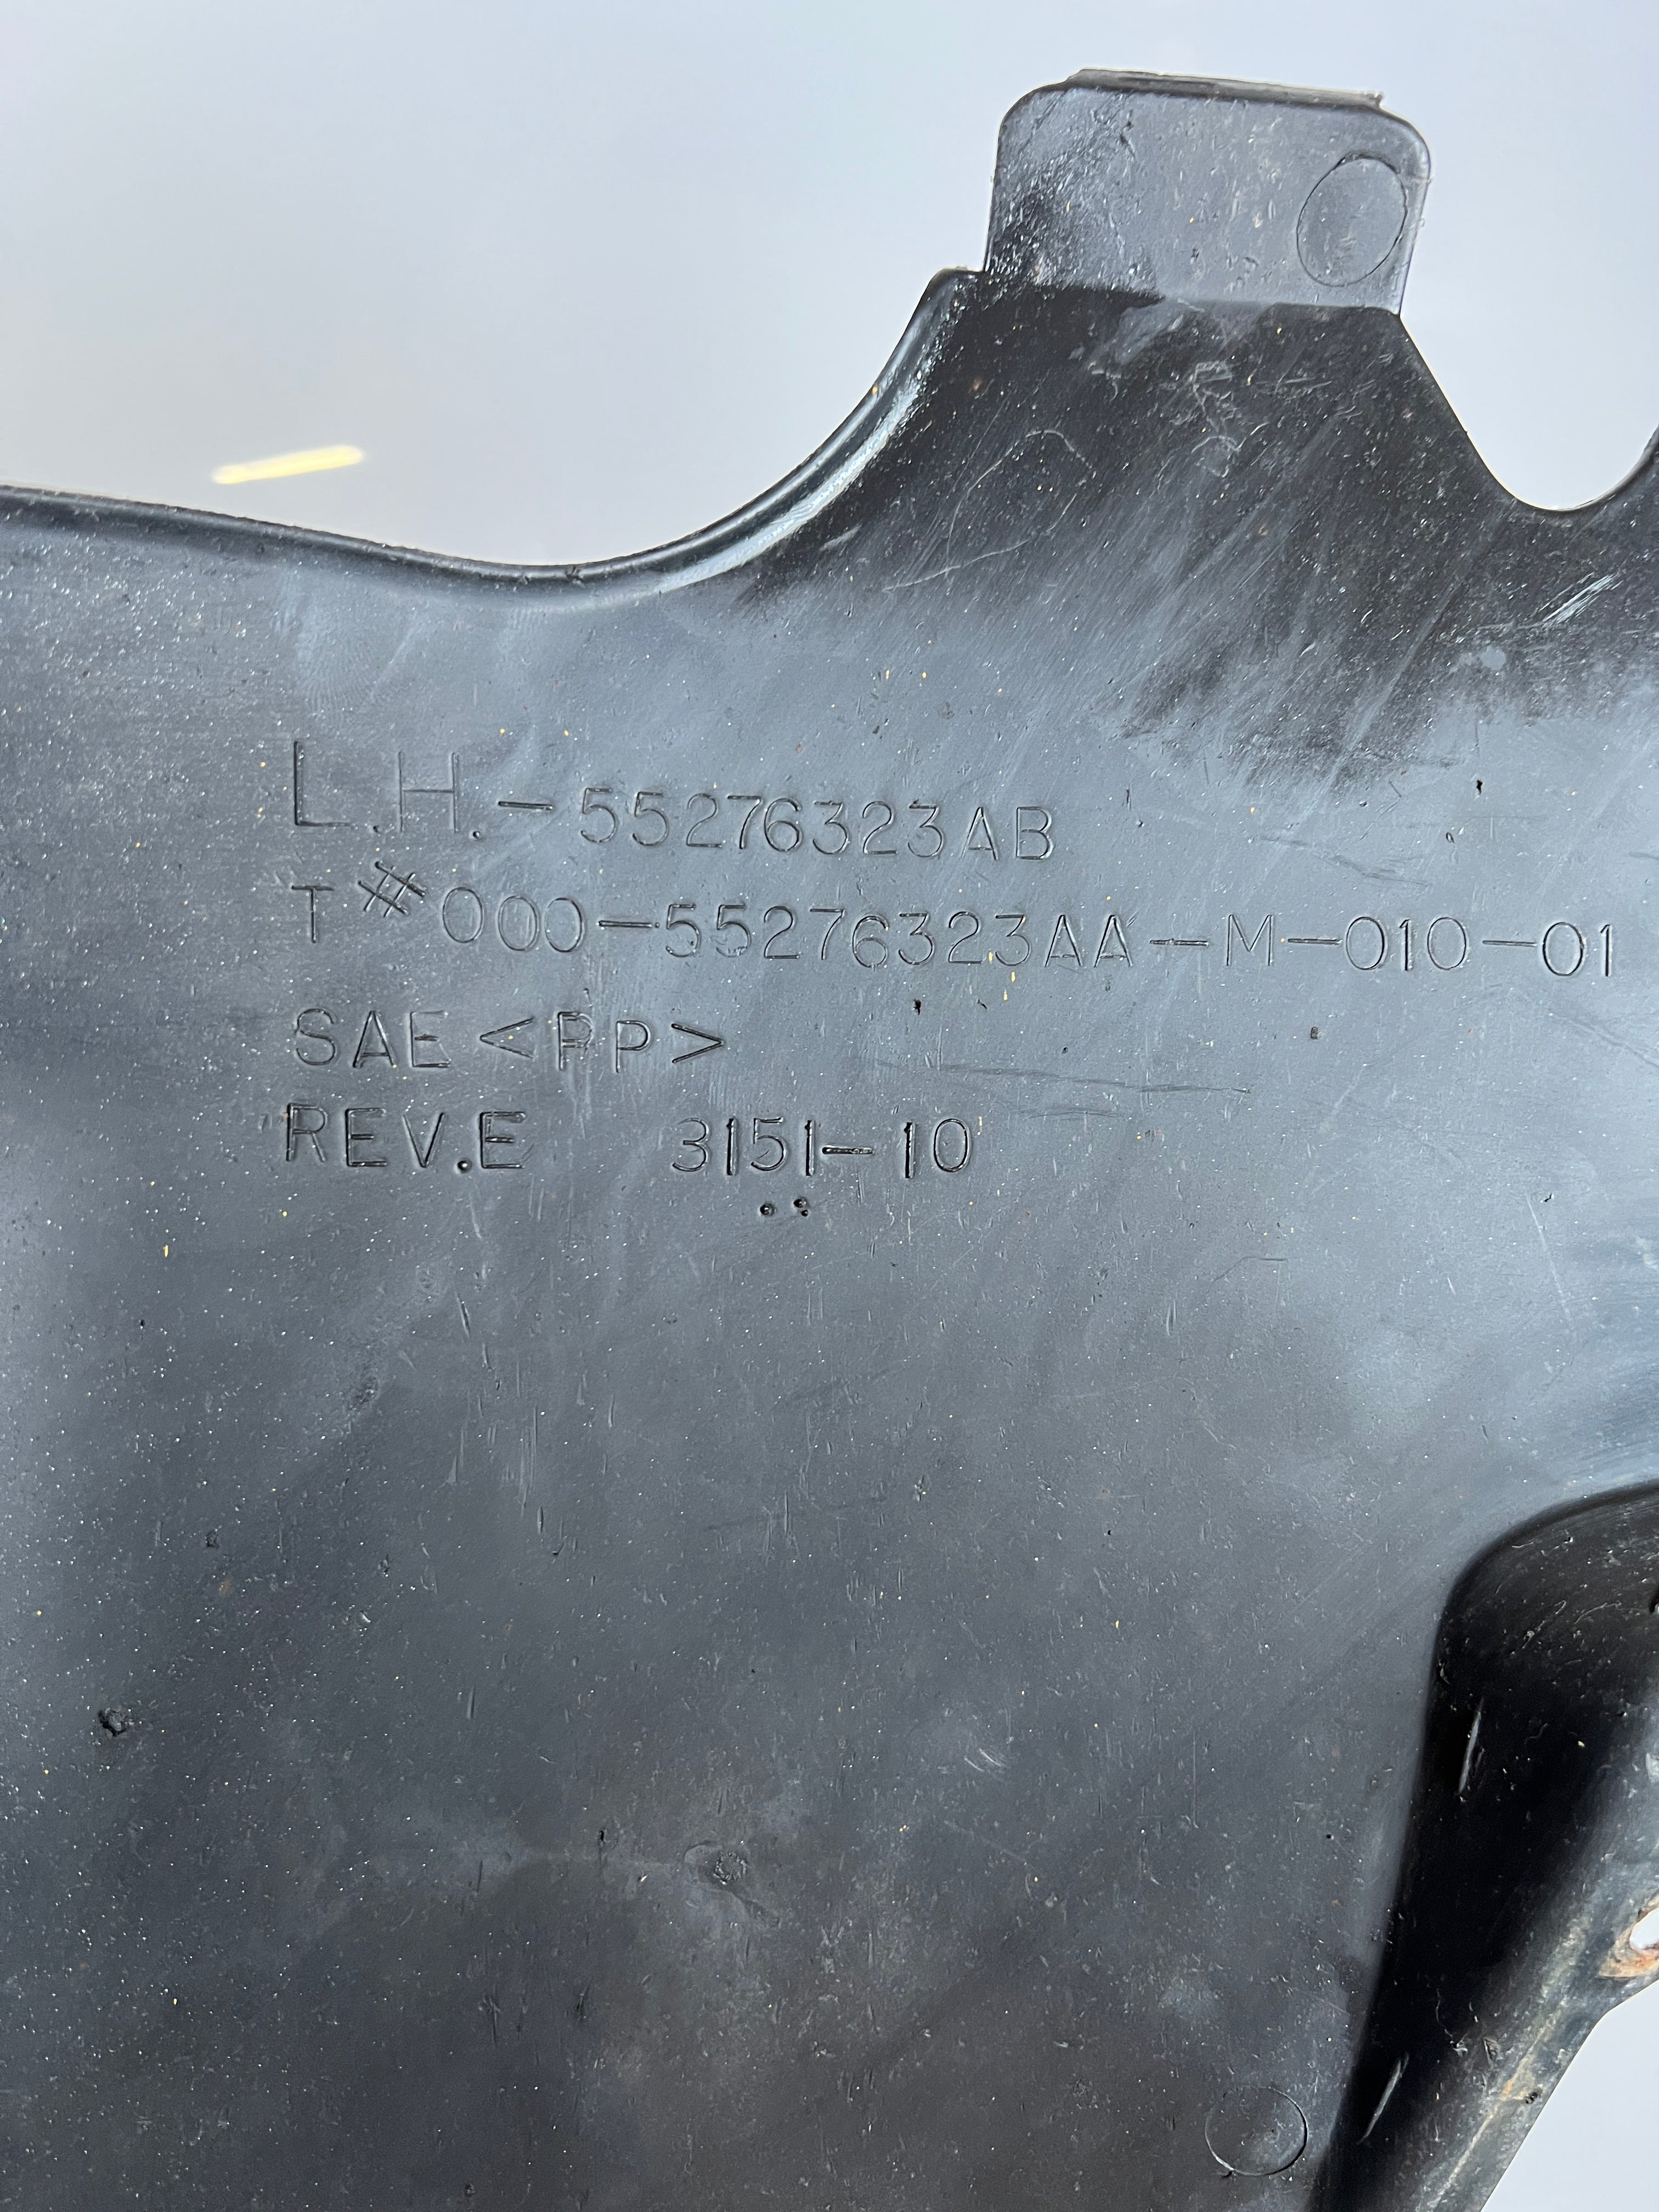 L.H.-55276323AB
T#000-55276323AA-M-010-01
SAE <PP>
REV.E 3151-10